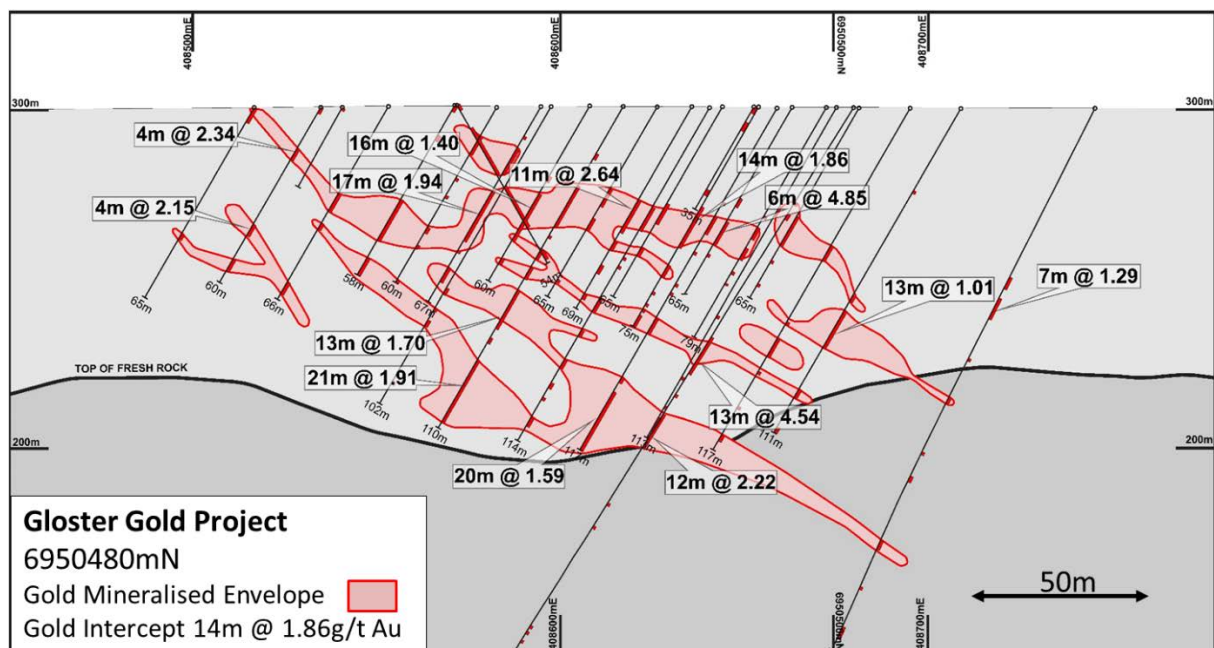 408500mE
408600mE
6950500mN
408700mE
300m
300m
4m @ 2.34
16m @ 1.40
14m @ 1.86
11m @ 2.64
17m @ 1.94
6m @ 4.85
4m @ 2.15
35m
7m @ 1.29
13m @ 1.01
65m
60m
66m
58m
60m
67m
60m
54m
65m
69m
65m
75m
65m
79m
65m
13m @ 1.70
TOP OF FRESH ROCK
21m @ 1.91
13m @ 4.54
102m
110m
114m
117m
111m
200m
200m
20m @ 1.59
12m @ 2.22
Gloster Gold Project
6950480mN
Gold Mineralised Envelope
Gold Intercept 14m @ 1.86g/t Au
50m
408600mE
6950500mN
408700mE